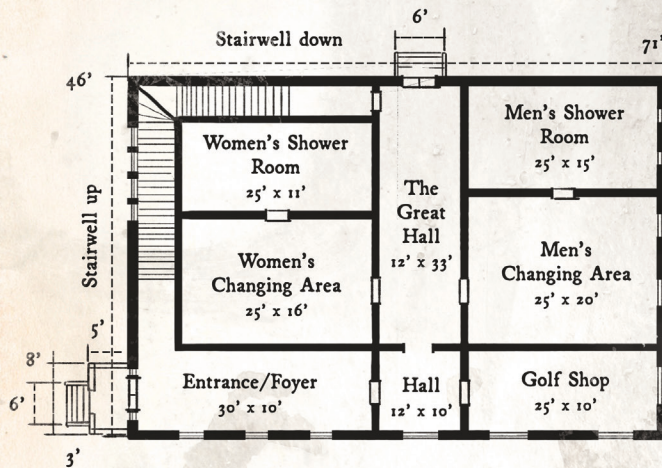 6'
Stairwell down
71'
46'
Men's Shower
Room
25' x 15'
Women's Shower
Room
25' x 11'
The
Great
Hall
12' x 33'
Stairwell up
Men's
Changing Area
25' x 20'
Women's
Changing Area
25' x 16'
5'
8'
6'
3'
Entrance/Foyer
30' x 10'
Hall
12' x 10'
Golf Shop
25' x 10'